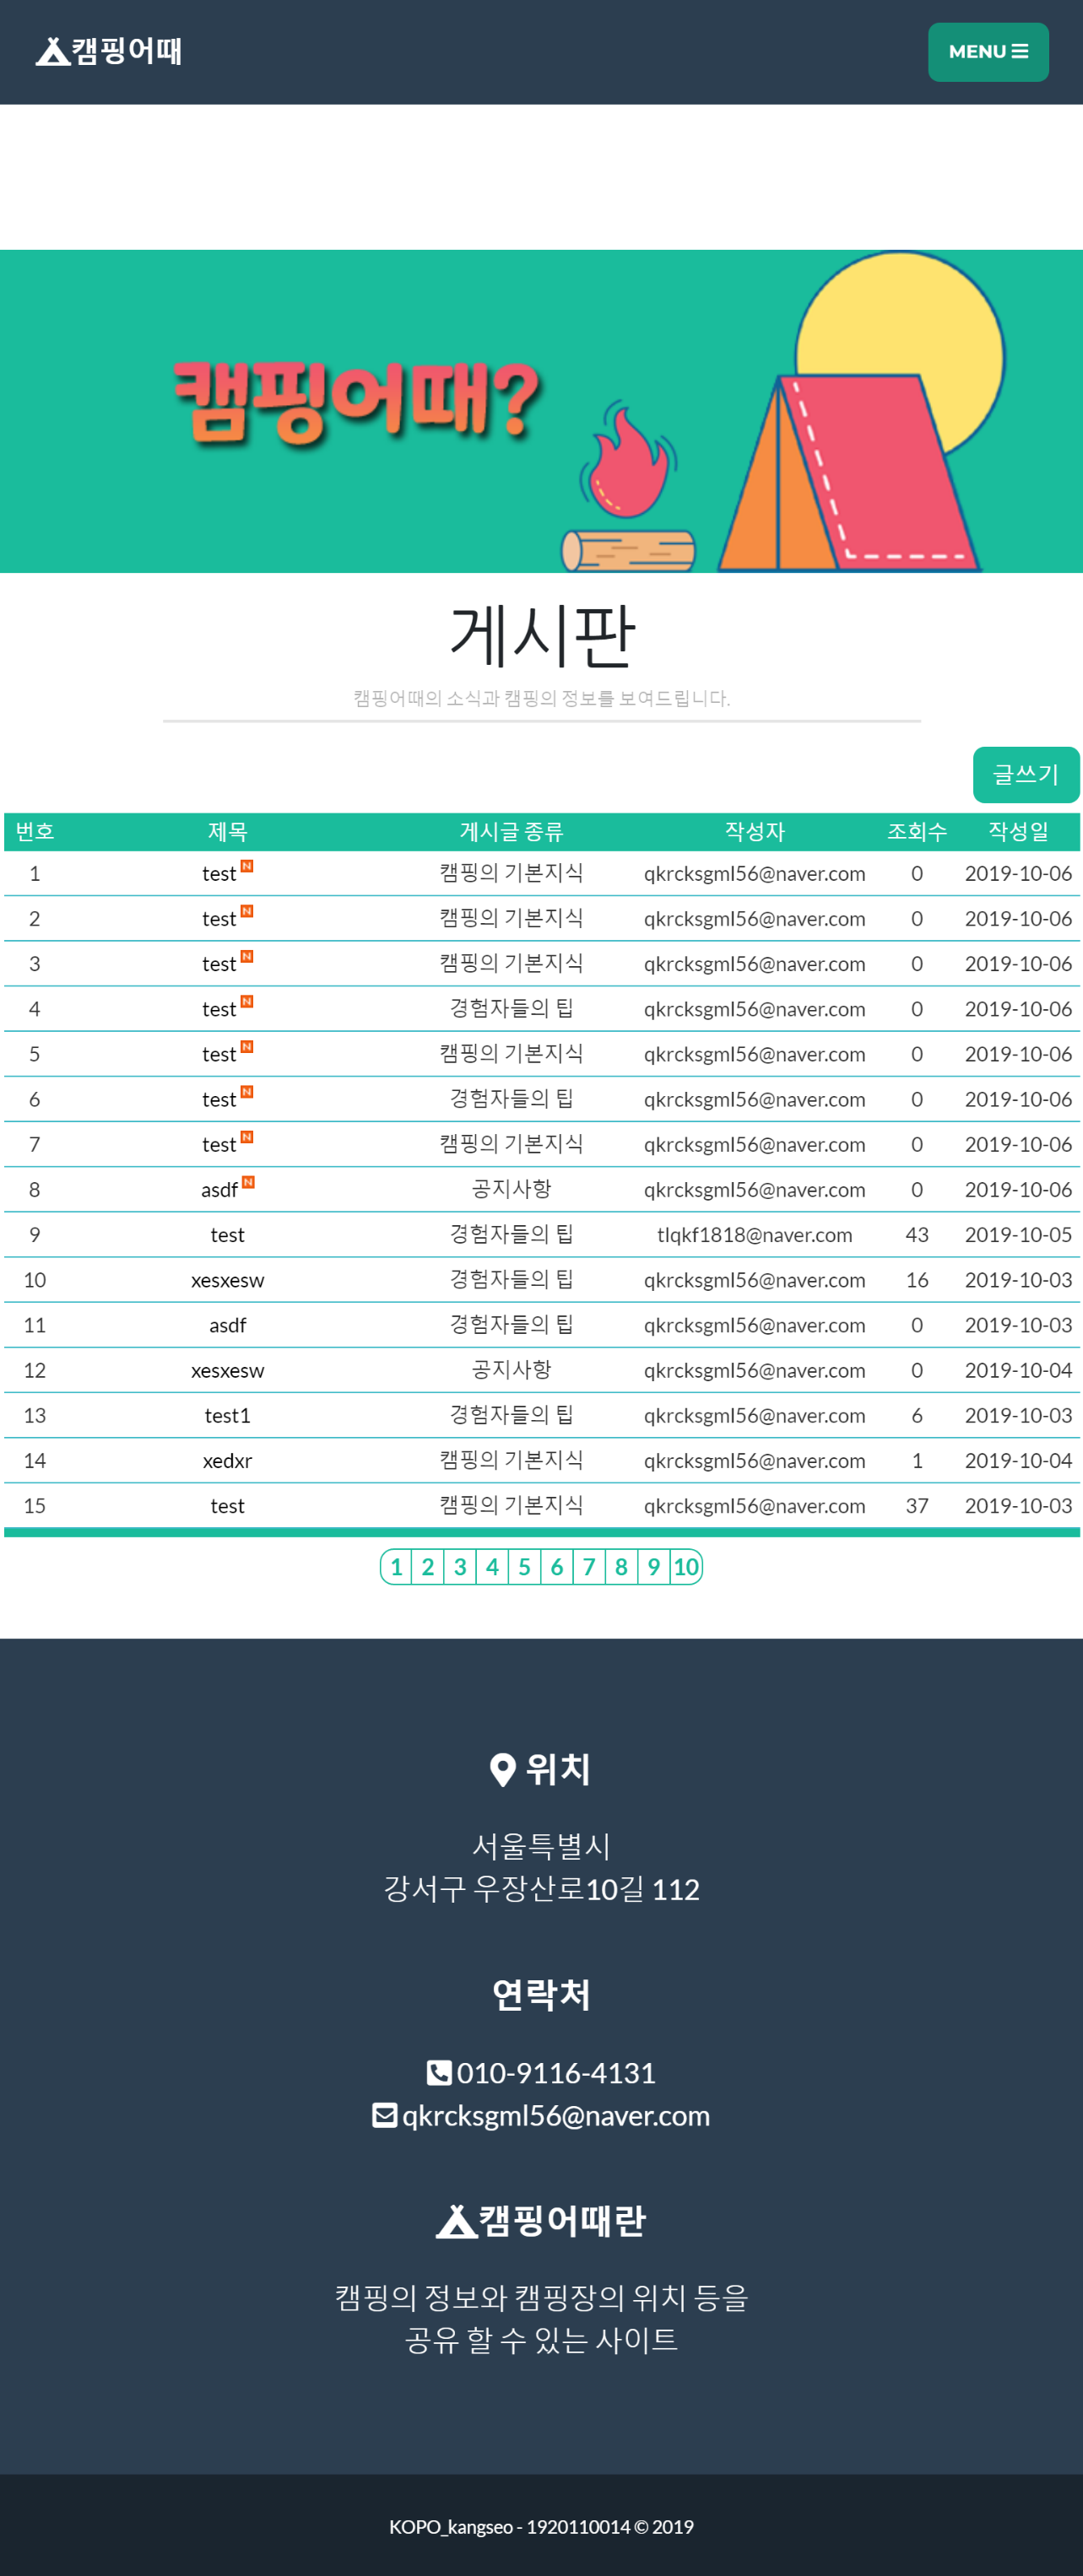 캠핑어때
MENU
캠핑어때?
게시판
캠핑어때의 소식과 캠핑의 정보를 보여드립니다.
글쓰기
번호 제목 게시글 종류 작성자 조회수 작성일
1 test N 캠핑의 기본지식 qkrcksgml56@naver.com 0 2019-10-06
2 test N 캠핑의 기본지식 qkrcksgml56@naver.com 0 2019-10-06
3 test N 캠핑의 기본지식 qkrcksgml56@naver.com 0 2019-10-06
4 test N 경험자들의 팁 qkrcksgml56@naver.com 0 2019-10-06
5 test N 캠핑의 기본지식 qkrcksgml56@naver.com 0 2019-10-06
6 test N 경험자들의 팁 qkrcksgml56@naver.com 0 2019-10-06
7 test N 캠핑의 기본지식 qkrcksgml56@naver.com 0 2019-10-06
8 asdf N 공지사항 qkrcksgml56@naver.com 0 2019-10-06
9 test 경험자들의 팁 tlqkf1818@naver.com 43 2019-10-05
10 xesxesw 경험자들의 팁 qkrcksgml56@naver.com 16 2019-10-03
11 asdf 경험자들의 팁 qkrcksgml56@naver.com 0 2019-10-03
12 xesxesw 공지사항 qkrcksgml56@naver.com 0 2019-10-04
13 test1 경험자들의 팁 qkrcksgml56@naver.com 6 2019-10-03
14 xedxr 캠핑의 기본지식 qkrcksgml56@naver.com 1 2019-10-04
15 test 캠핑의 기본지식 qkrcksgml56@naver.com 37 2019-10-03
1 2 3 4 5 6 7 8 9 10
위치
서울특별시
강서구 우장산로10길 112
연락처
010-9116-4131
qkrcksgml56@naver.com
캠핑어때란
캠핑의 정보와 캠핑장의 위치 등을
공유 할 수 있는 사이트
KOPO_kangseo - 1920110014 © 2019